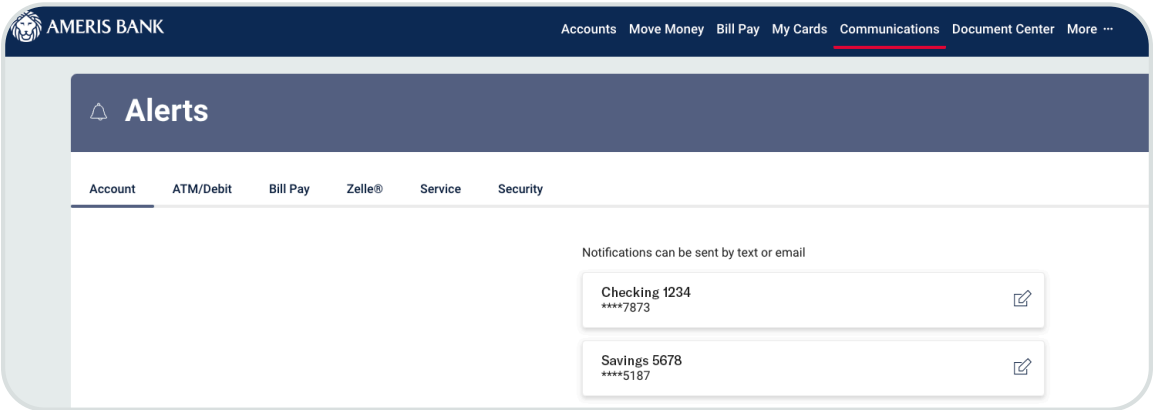 AMERIS BANK
Accounts Move Money Bill Pay My Cards Communications Document Center More ···
Alerts
Account ATM/Debit Bill Pay Zelle® Service Security
Notifications can be sent by text or email
Checking 1234
****7873
Savings 5678
****5187